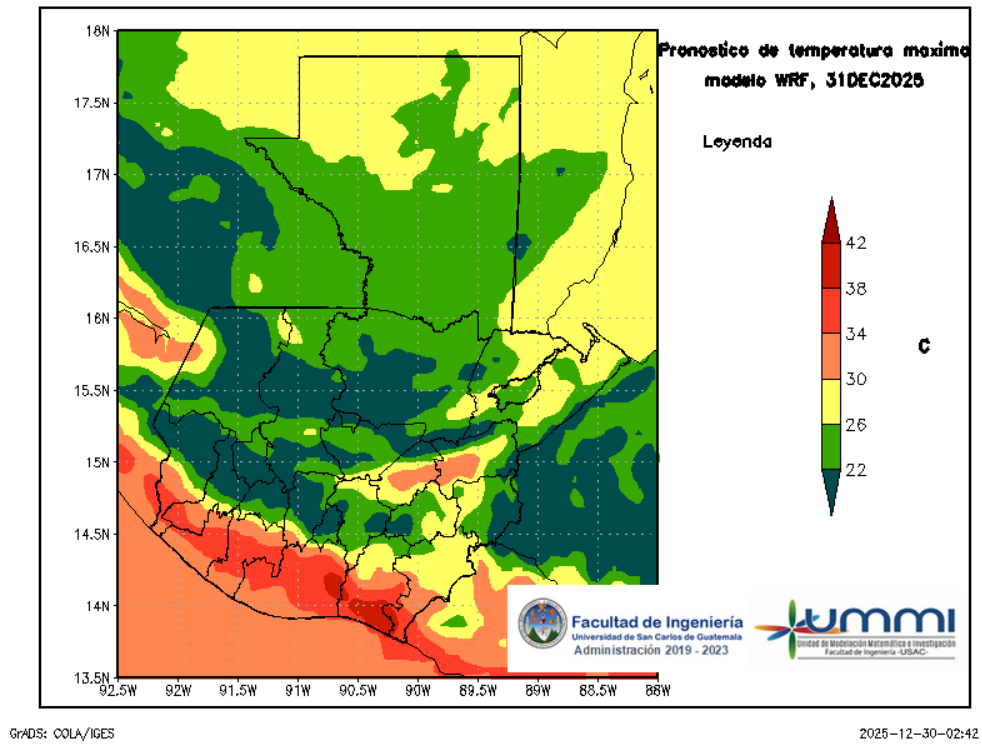 Pronostico de temperatura maxima
modelo WRF, 31DEC2025
Leyenda
42
38
34
30
26
22
C
18N
17.5N
17N
16.5N
16N
15.5N
15N
14.5N
14N
13.5N
92.5W 92W 91.5W 91W 90.5W 90W 89.5W 89W 88.5W 88W
Facultad de Ingeniería
Universidad de San Carlos de Guatemala
Administración 2019 - 2023
ummi
Unidad de Modelación Matemática e Investigación
Facultad de Ingeniería -USAC-
GrADS: COLA/IGES
2025-12-30-02:42